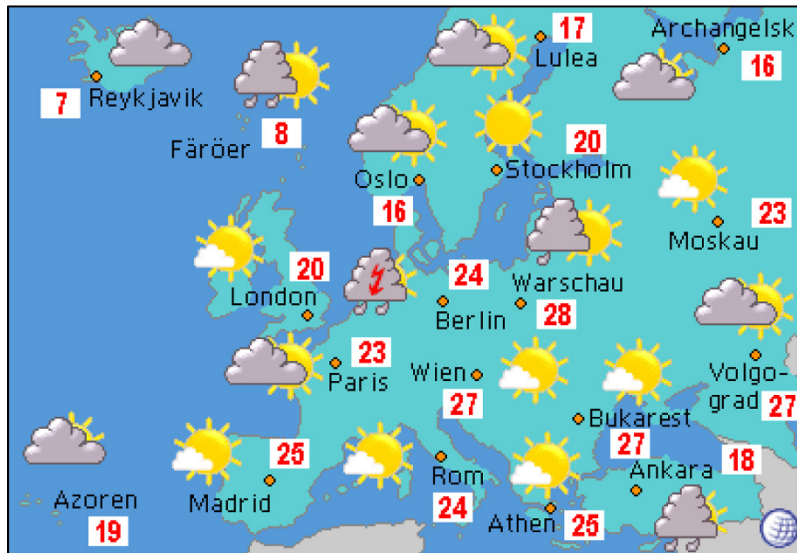 17
Lulea
Archangelsk
16
7
Reykjavik
8
Färöer
Oslo
16
20
Stockholm
23
Moskau
20
London
24
Berlin
Warschau
28
23
Paris
Wien
27
Volgo-
grad
27
Bukarest
27
25
Madrid
Rom
24
Ankara
18
Azoren
19
Athen
25